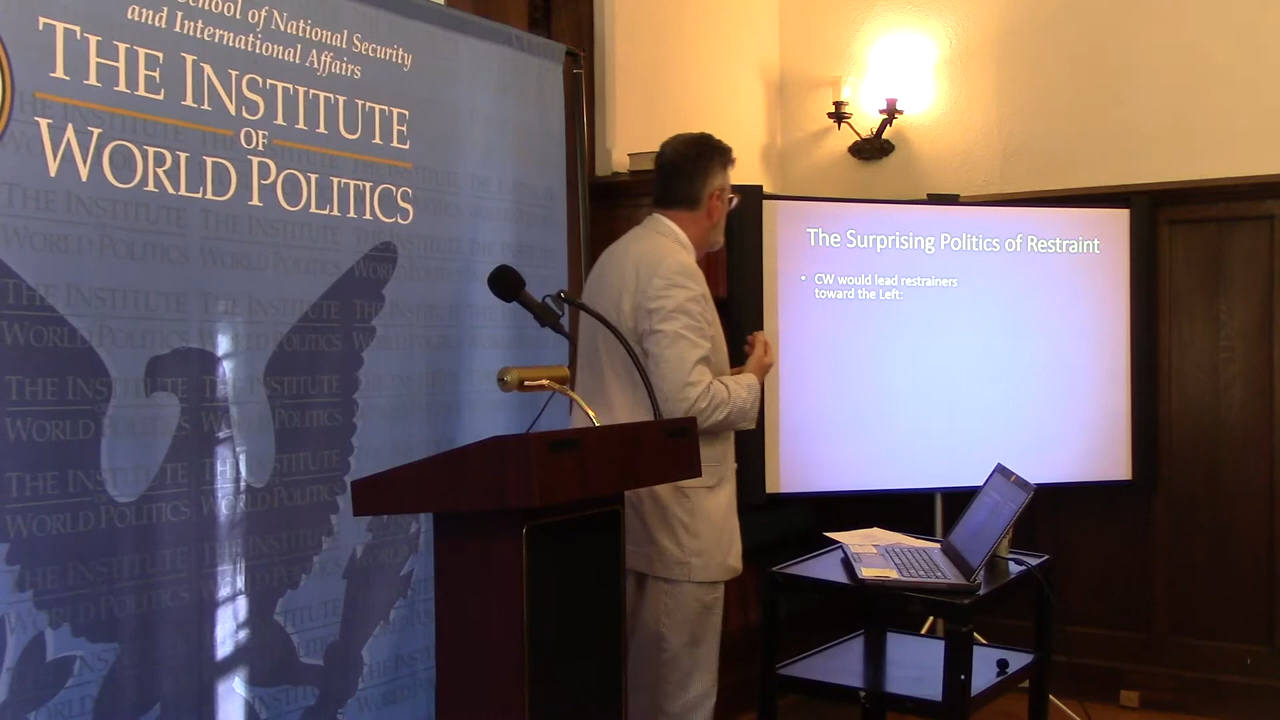 School of National Security
and International Affairs
THE INSTITUTE
OF
WORLD POLITICS
The Surprising Politics of Restraint
• CW would lead restrainers
toward the Left: